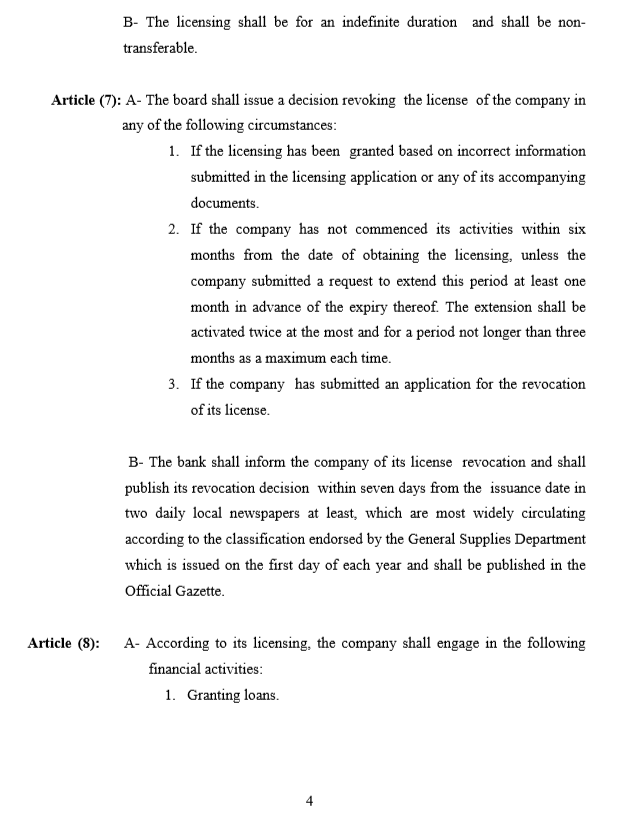 B- The licensing shall be for an indefinite duration and shall be non-
transferable.
Article (7): A- The board shall issue a decision revoking the license of the company in
any of the following circumstances:
1. If the licensing has been granted based on incorrect information
submitted in the licensing application or any of its accompanying
documents.
2. If the company has not commenced its activities within six
months from the date of obtaining the licensing, unless the
company submitted a request to extend this period at least one
month in advance of the expiry thereof. The extension shall be
activated twice at the most and for a period not longer than three
months as a maximum each time.
3. If the company has submitted an application for the revocation
of its license.
B- The bank shall inform the company of its license revocation and shall
publish its revocation decision within seven days from the issuance date in
two daily local newspapers at least, which are most widely circulating
according to the classification endorsed by the General Supplies Department
which is issued on the first day of each year and shall be published in the
Official Gazette.
Article (8): A- According to its licensing, the company shall engage in the following
financial activities:
1. Granting loans.
4